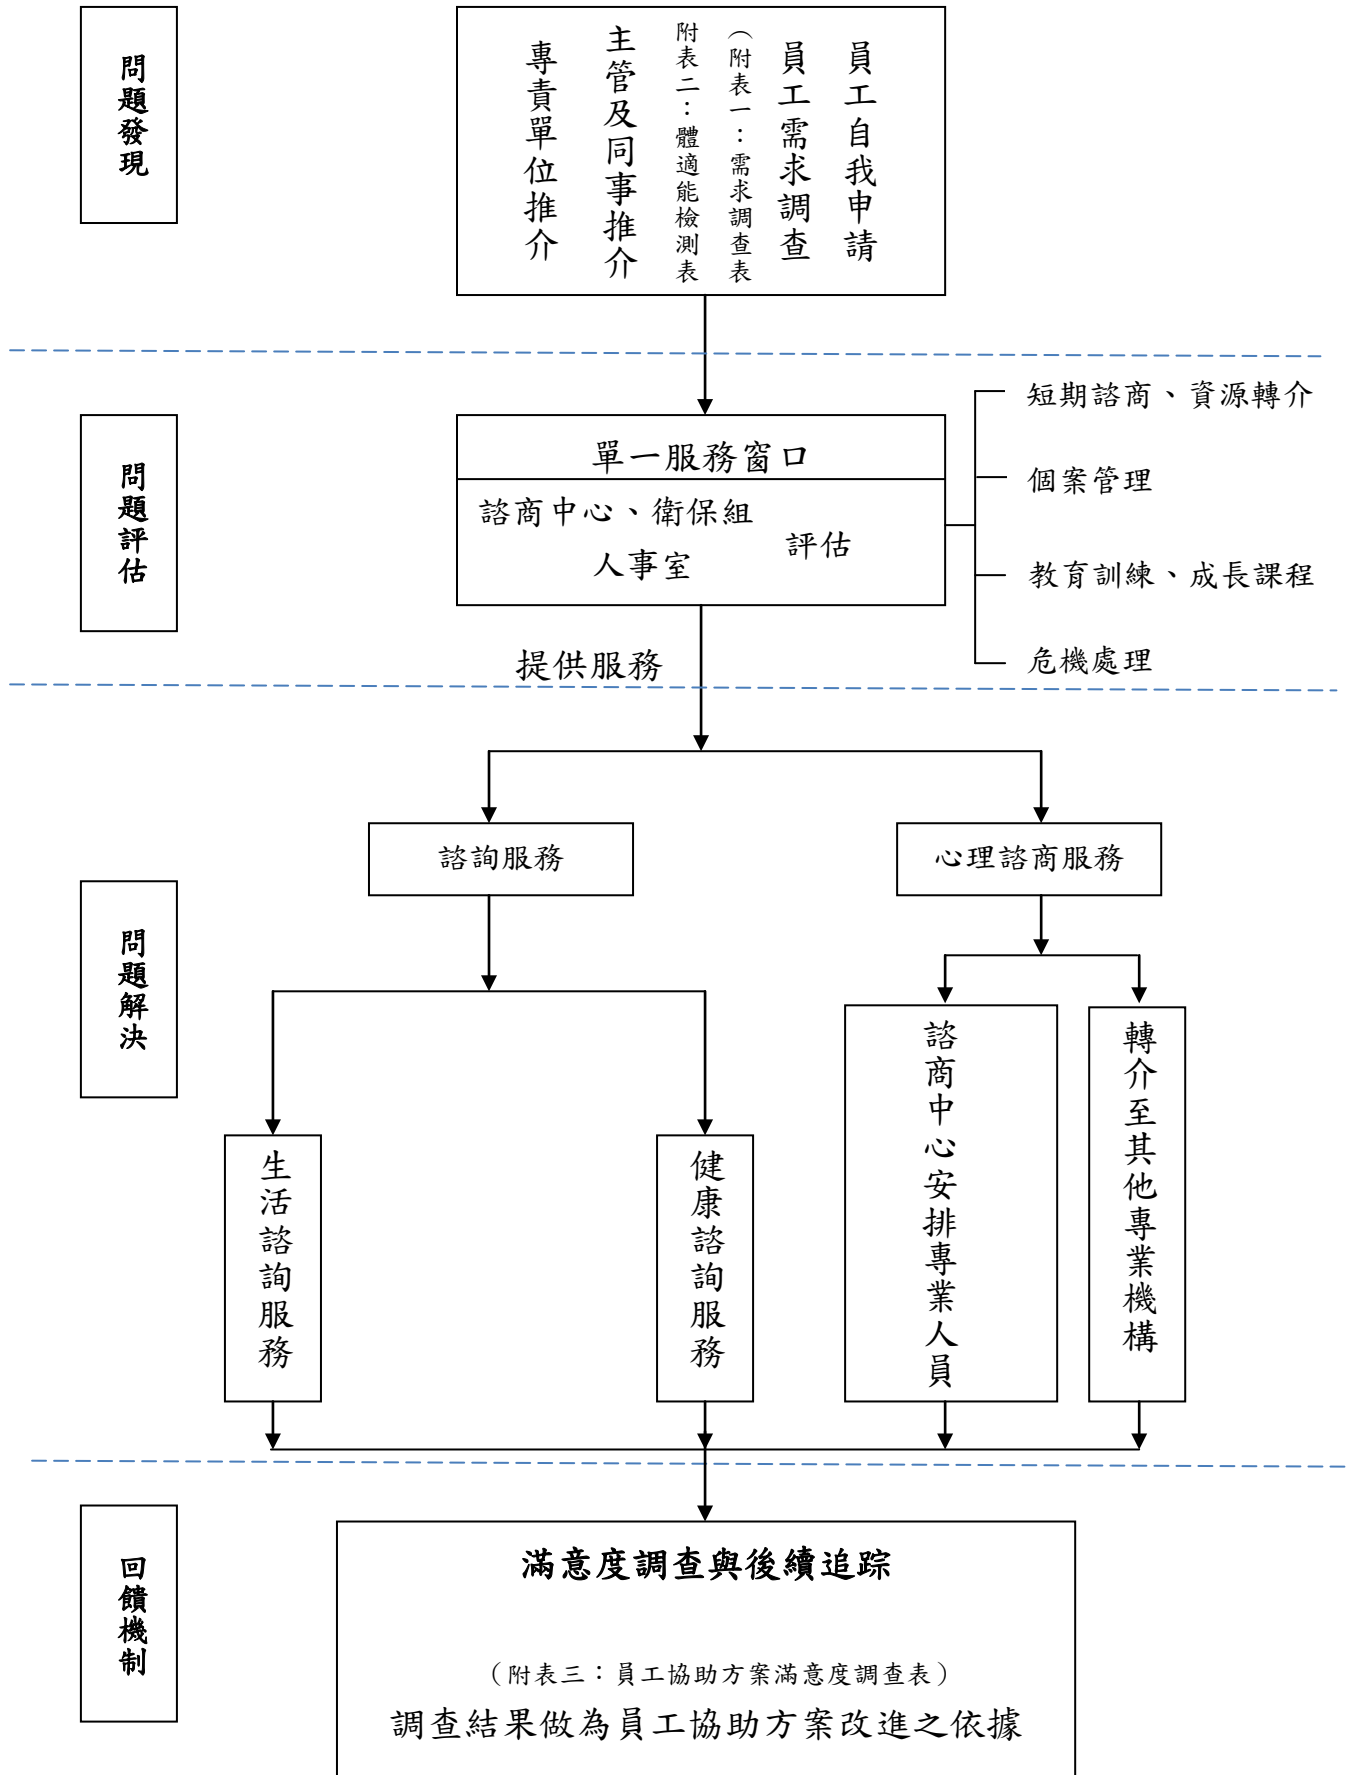 問題發現
員工自我申請
員工需求調查
（附表一：需求調查表
附表二：體適能檢測表
主管及同事推介
專責單位推介
問題評估
單一服務窗口
諮商中心、衛保組
人事室
評估
短期諮商、資源轉介
個案管理
教育訓練、成長課程
危機處理
提供服務
問題解決
諮詢服務
心理諮商服務
生活諮詢服務
健康諮詢服務
諮商中心安排專業人員
轉介至其他專業機構
回饋機制
滿意度調查與後續追踪
（附表三：員工協助方案滿意度調查表）
調查結果做為員工協助方案改進之依據